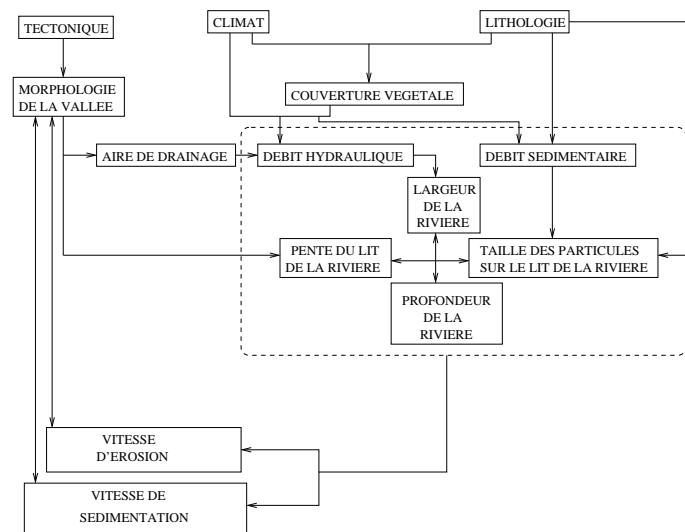 TECTONIQUE
CLIMAT
LITHOLOGIE
MORPHOLOGIE
DE LA VALLEE
COUVERTURE VEGETALE
AIRE DE DRAINAGE
DEBIT HYDRAULIQUE
DEBIT SEDIMENTAIRE
LARGEUR
DE LA
RIVIERE
PENTE DU LIT
DE LA RIVIERE
TAILLE DES PARTICULES
SUR LE LIT DE LA RIVIERE
PROFONDEUR
DE LA
RIVIERE
VITESSE
D'EROSION
VITESSE DE
SEDIMENTATION